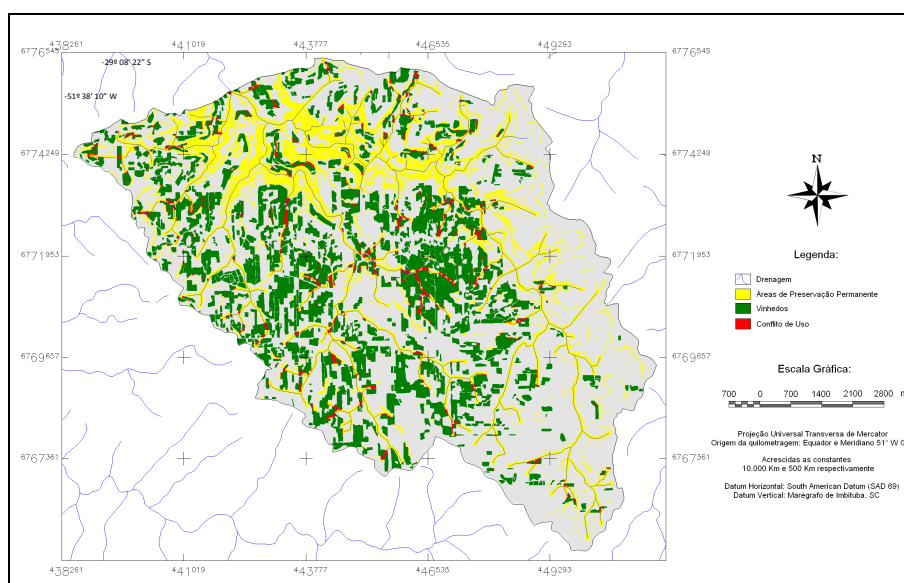 438261 441019 443777 446535 449293
6776545 6776545
-29º 08' 22" S
-51º 38' 10" W
6774249 6774249
N
6771953 6771953
Legenda:
Drenagem
Áreas de Preservação Permanente
Vinhedos
Conflito de Uso
6769657 6769657
Escala Gráfica:
700 0 700 1400 2100 2800 m
Projeção Universal Transversa de Mercator
Origem da quilometragem: Equador e Meridiano 51° W G
6767361 6767361
Acrescidas as constantes
10.000 Km e 500 Km respectivamente
Datum Horizontal: South American Datum (SAD 69)
Datum Vertical: Marégrafo de Imbituba, SC
438261 441019 443777 446535 449293